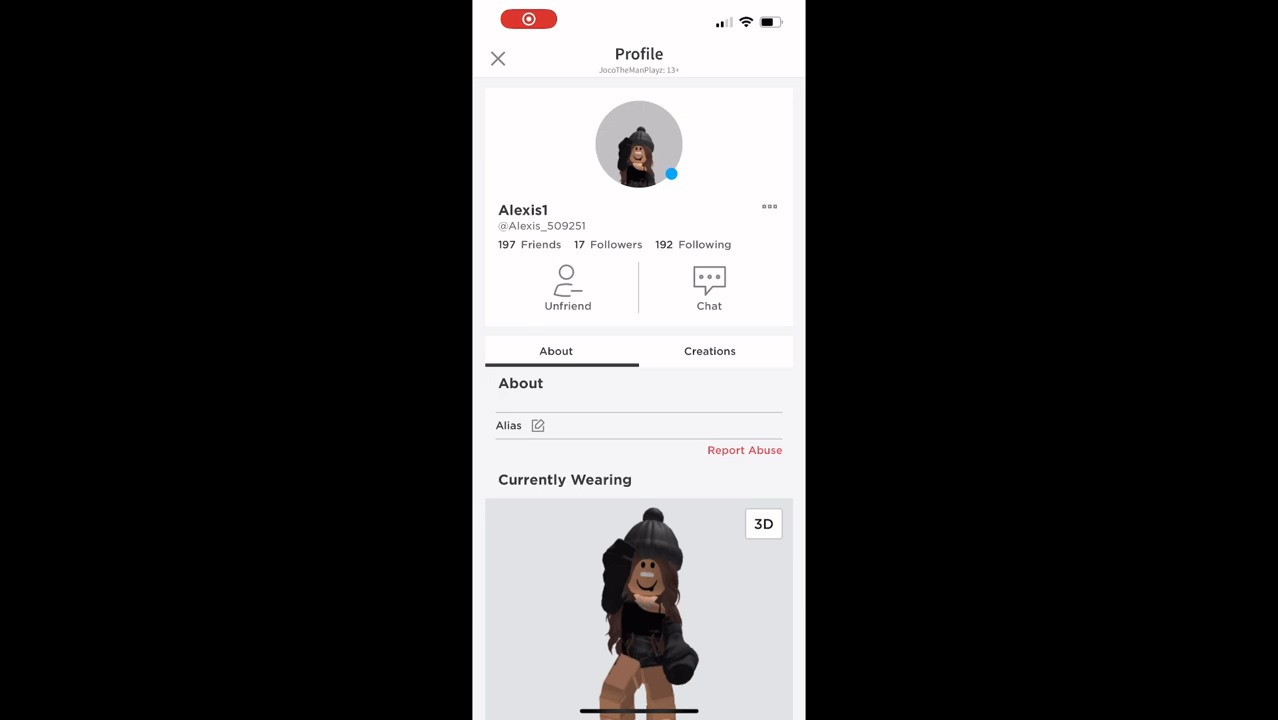 Profile
JocoTheManPlayz: 13+
Alexis1
@Alexis_509251
197 Friends 17 Followers 192 Following
Unfriend Chat
About Creations
About
Alias
Report Abuse
Currently Wearing
3D